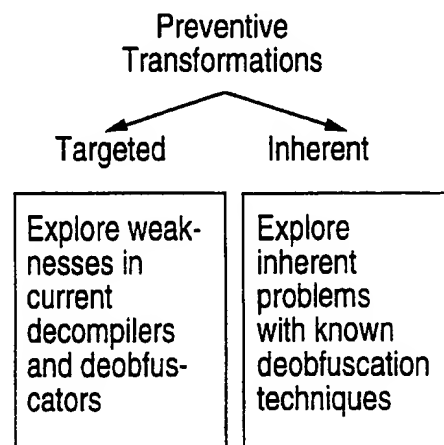 Preventive
Transformations
Targeted
Inherent
Explore weak-
nesses in
current
decompilers
and deobfus-
cators
Explore
inherent
problems
with known
deobfuscation
techniques